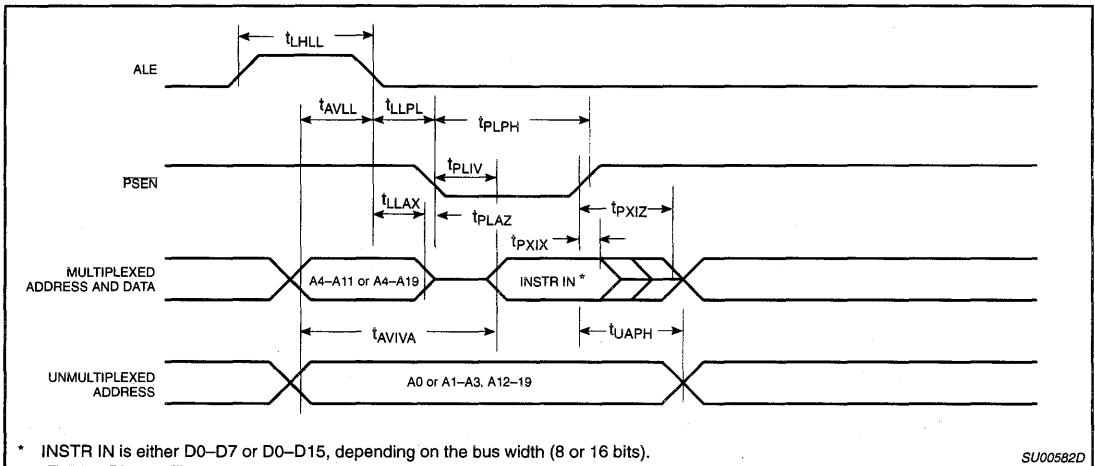 tLHLL
ALE
tAVLL
tLLPL
tPLPH
PSEN
tPLIV
tLLAX
tPLAZ
tPXIZ
tPXIX
MULTIPLEXED
ADDRESS AND DATA
A4–A11 or A4–A19
INSTR IN *
tAVIVA
tUAPH
UNMULTIPLEXED
ADDRESS
A0 or A1–A3, A12–19
* INSTR IN is either D0–D7 or D0–D15, depending on the bus width (8 or 16 bits).
SU00582D